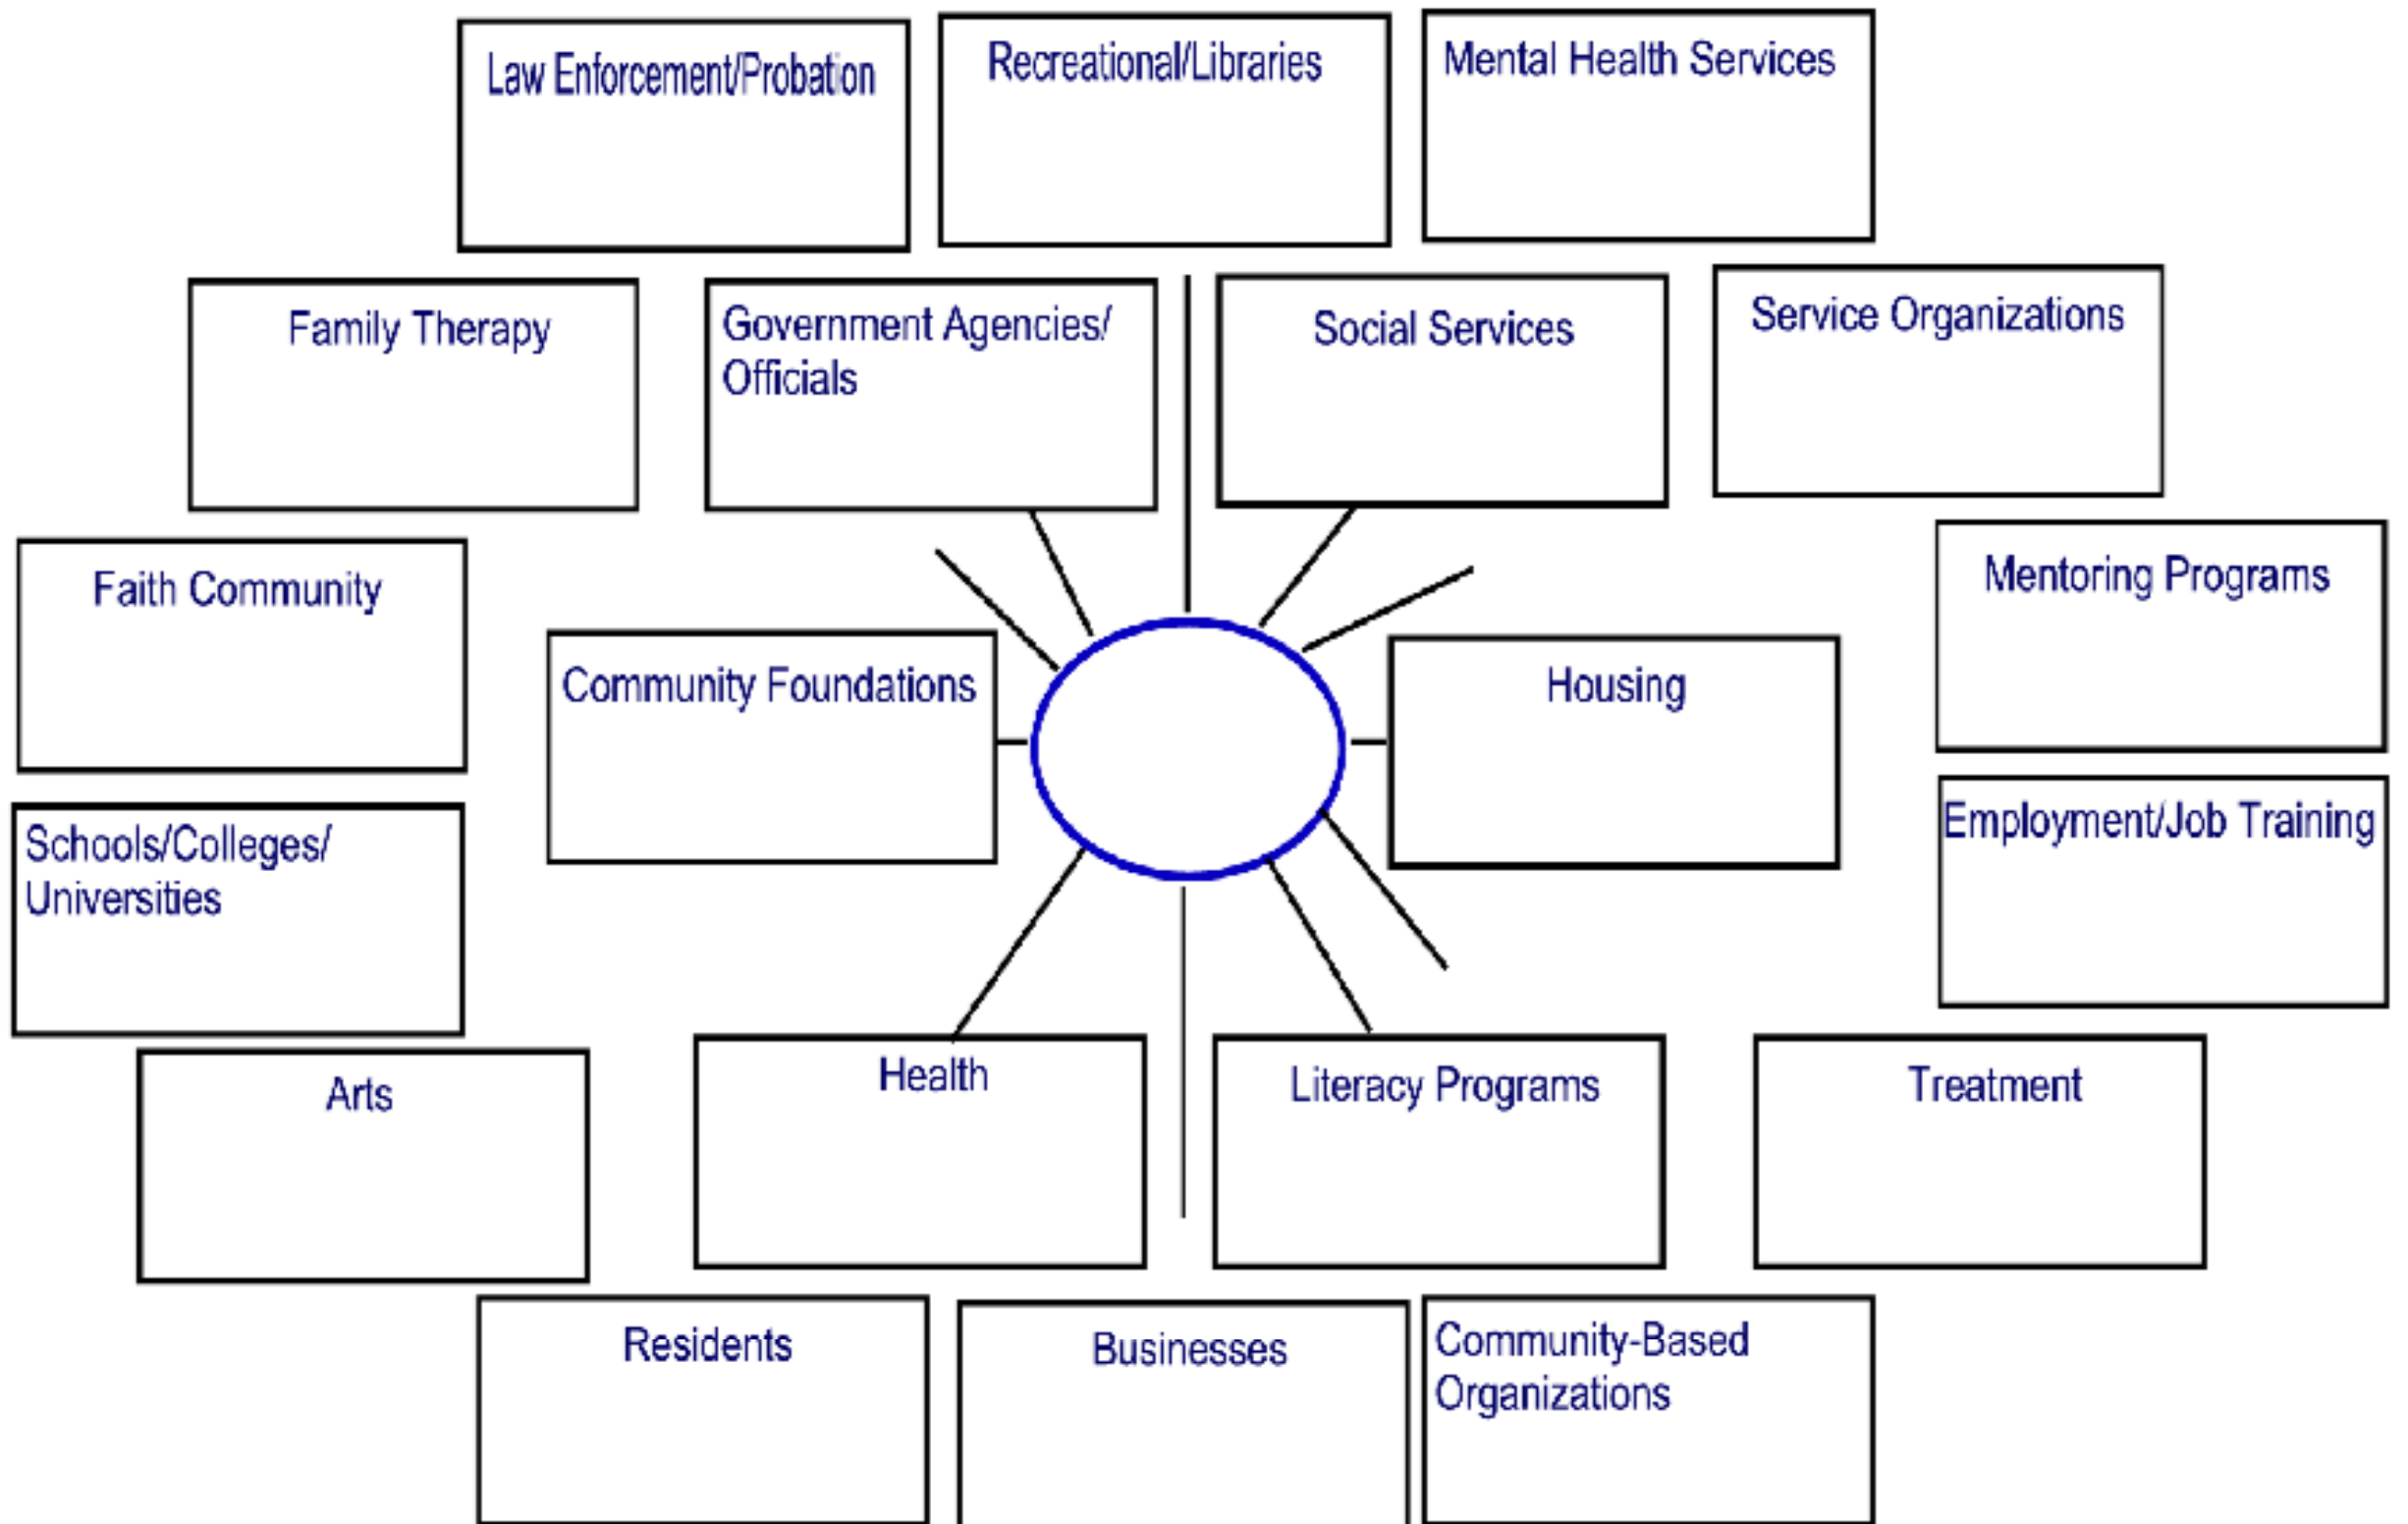 Law Enforcement/Probation
Recreational/Libraries
Mental Health Services
Family Therapy
Government Agencies/
Officials
Social Services
Service Organizations
Faith Community
Mentoring Programs
Community Foundations
Housing
Schools/Colleges/
Universities
Employment/Job Training
Arts
Health
Literacy Programs
Treatment
Residents
Businesses
Community-Based
Organizations